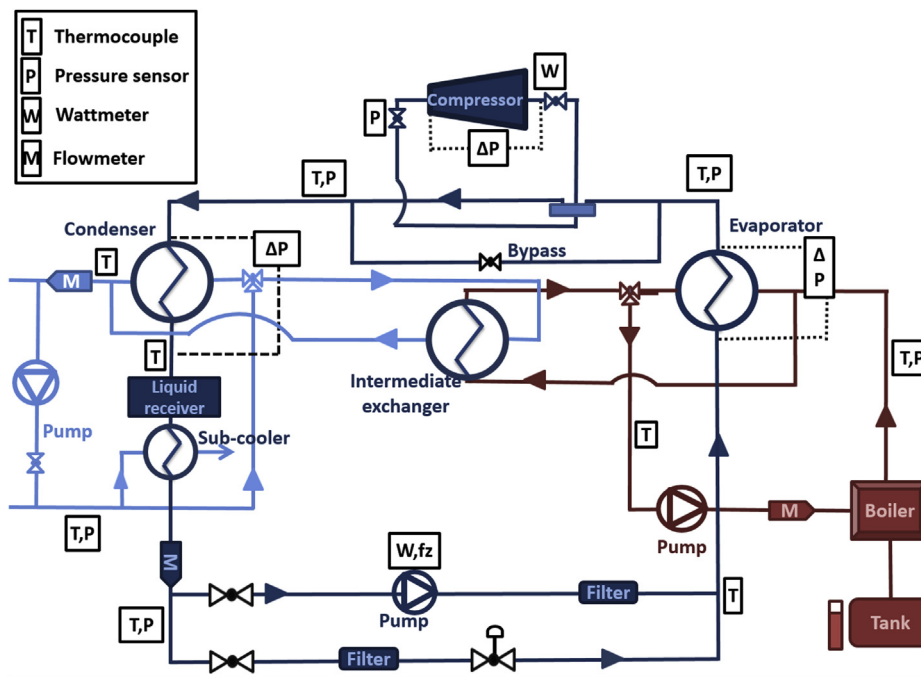 T Thermocouple
P Pressure sensor
W Wattmeter
M Flowmeter
Compressor
W
P
ΔP
T,P
T,P
Condenser
Bypass
Evaporator
T
M
ΔP
Δ
P
T
Liquid
receiver
Intermediate
exchanger
T,P
Pump
Sub-cooler
T
T,P
M
W,fz
Pump
Pump
M
Boiler
T,P
Filter
T
Tank
Filter